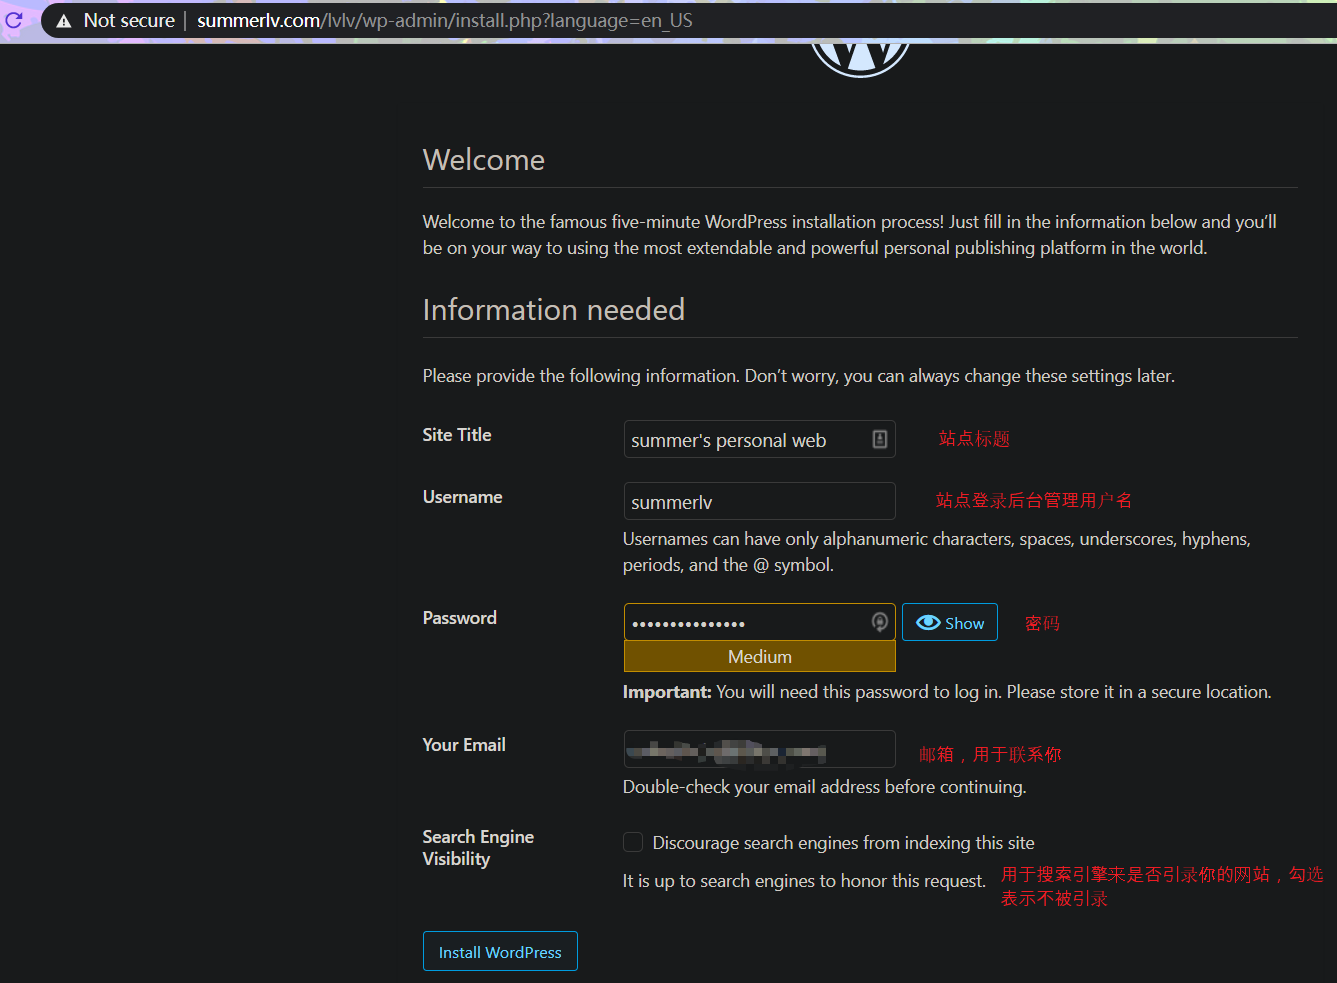 Not secure | summerlv.com/lvlv/wp-admin/install.php?language=en_US
Welcome
Welcome to the famous five-minute WordPress installation process! Just fill in the information below and you’ll
be on your way to using the most extendable and powerful personal publishing platform in the world.
Information needed
Please provide the following information. Don’t worry, you can always change these settings later.
Site Title
summer's personal web
站点标题
Username
summerlv
站点登录后台管理用户名
Usernames can have only alphanumeric characters, spaces, underscores, hyphens,
periods, and the @ symbol.
Password
•••••••••••••••
Show
密码
Medium
Important: You will need this password to log in. Please store it in a secure location.
Your Email
邮箱，用于联系你
Double-check your email address before continuing.
Search Engine
Visibility
Discourage search engines from indexing this site
It is up to search engines to honor this request.
用于搜索引擎来是否引录你的网站，勾选
表示不被引录
Install WordPress